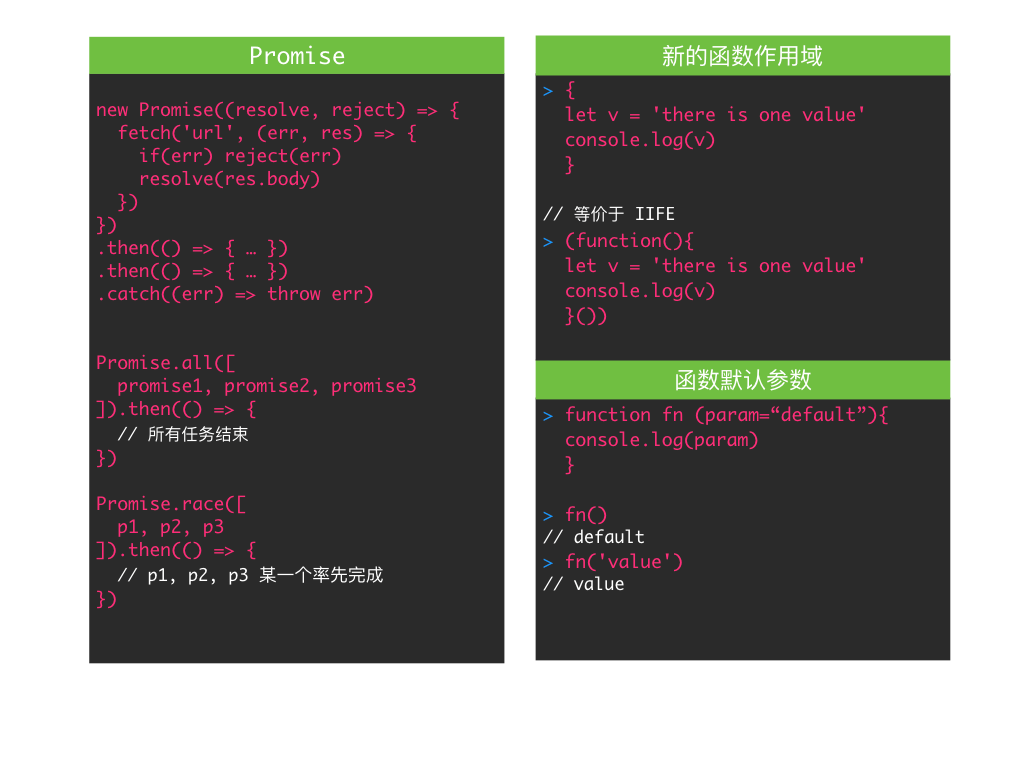 Promise
new Promise((resolve, reject) => {
  fetch('url', (err, res) => {
    if(err) reject(err)
    resolve(res.body)
  })
})
.then(() => { … })
.then(() => { … })
.catch((err) => throw err)
Promise.all([
  promise1, promise2, promise3
]).then(() => {
  // 所有任务结束
})
Promise.race([
  p1, p2, p3
]).then(() => {
  // p1, p2, p3 某一个率先完成
})
新的函数作用域
> {
  let v = 'there is one value'
  console.log(v)
  }
// 等价于 IIFE
> (function(){
  let v = 'there is one value'
  console.log(v)
  }())
函数默认参数
> function fn (param=“default”){
  console.log(param)
  }
> fn()
// default
> fn('value')
// value